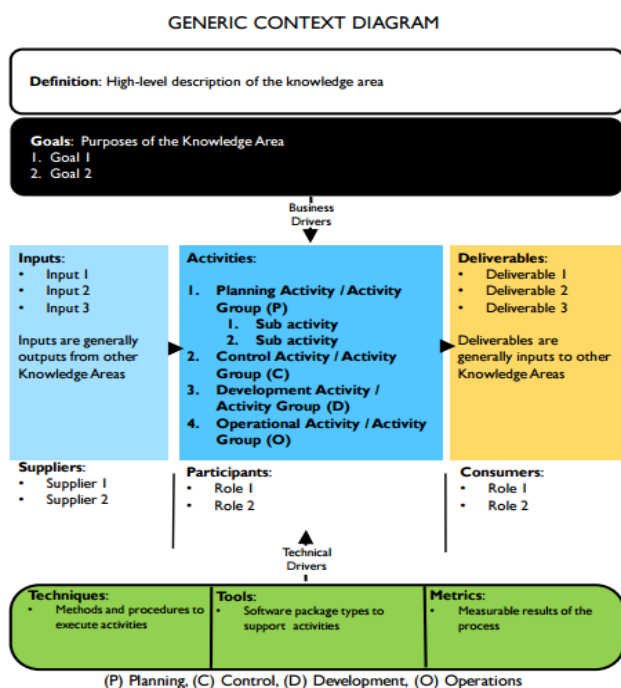 GENERIC CONTEXT DIAGRAM
Definition: High-level description of the knowledge area
Goals: Purposes of the Knowledge Area
1. Goal 1
2. Goal 2
Business
Drivers
Inputs:
• Input 1
• Input 2
• Input 3
Inputs are generally
outputs from other
Knowledge Areas
Activities:
1. Planning Activity / Activity
Group (P)
1. Sub activity
2. Sub activity
2. Control Activity / Activity
Group (C)
3. Development Activity /
Activity Group (D)
4. Operational Activity / Activity
Group (O)
Deliverables:
• Deliverable 1
• Deliverable 2
• Deliverable 3
Deliverables are
generally inputs to other
Knowledge Areas
Suppliers:
• Supplier 1
• Supplier 2
Participants:
• Role 1
• Role 2
Consumers:
• Role 1
• Role 2
Technical
Drivers
Techniques:
• Methods and procedures to
execute activities
Tools:
• Software package types to
support activities
Metrics:
• Measurable results of the
process
(P) Planning, (C) Control, (D) Development, (O) Operations